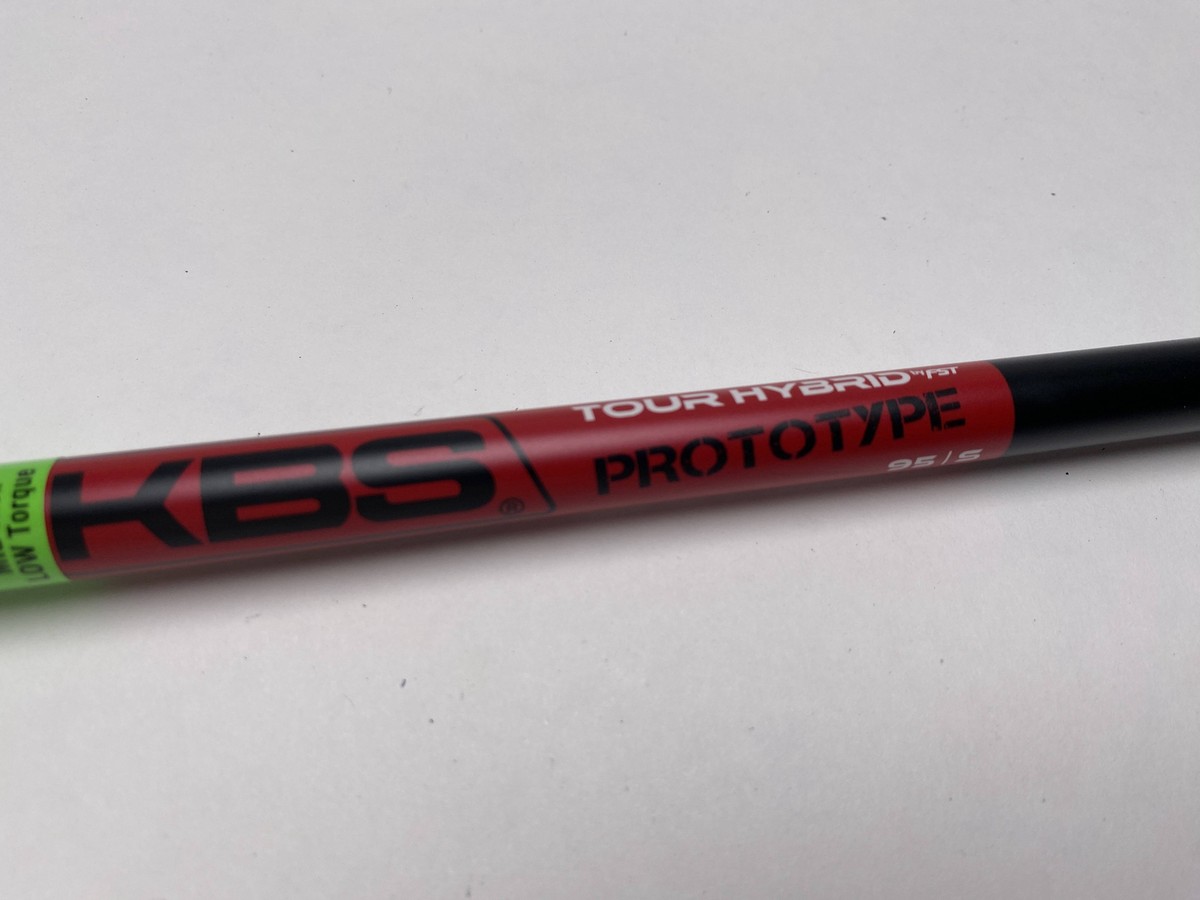 LOW Torque
KBS®
TOUR HYBRID™ FST
PROTOTYPE
95 / S